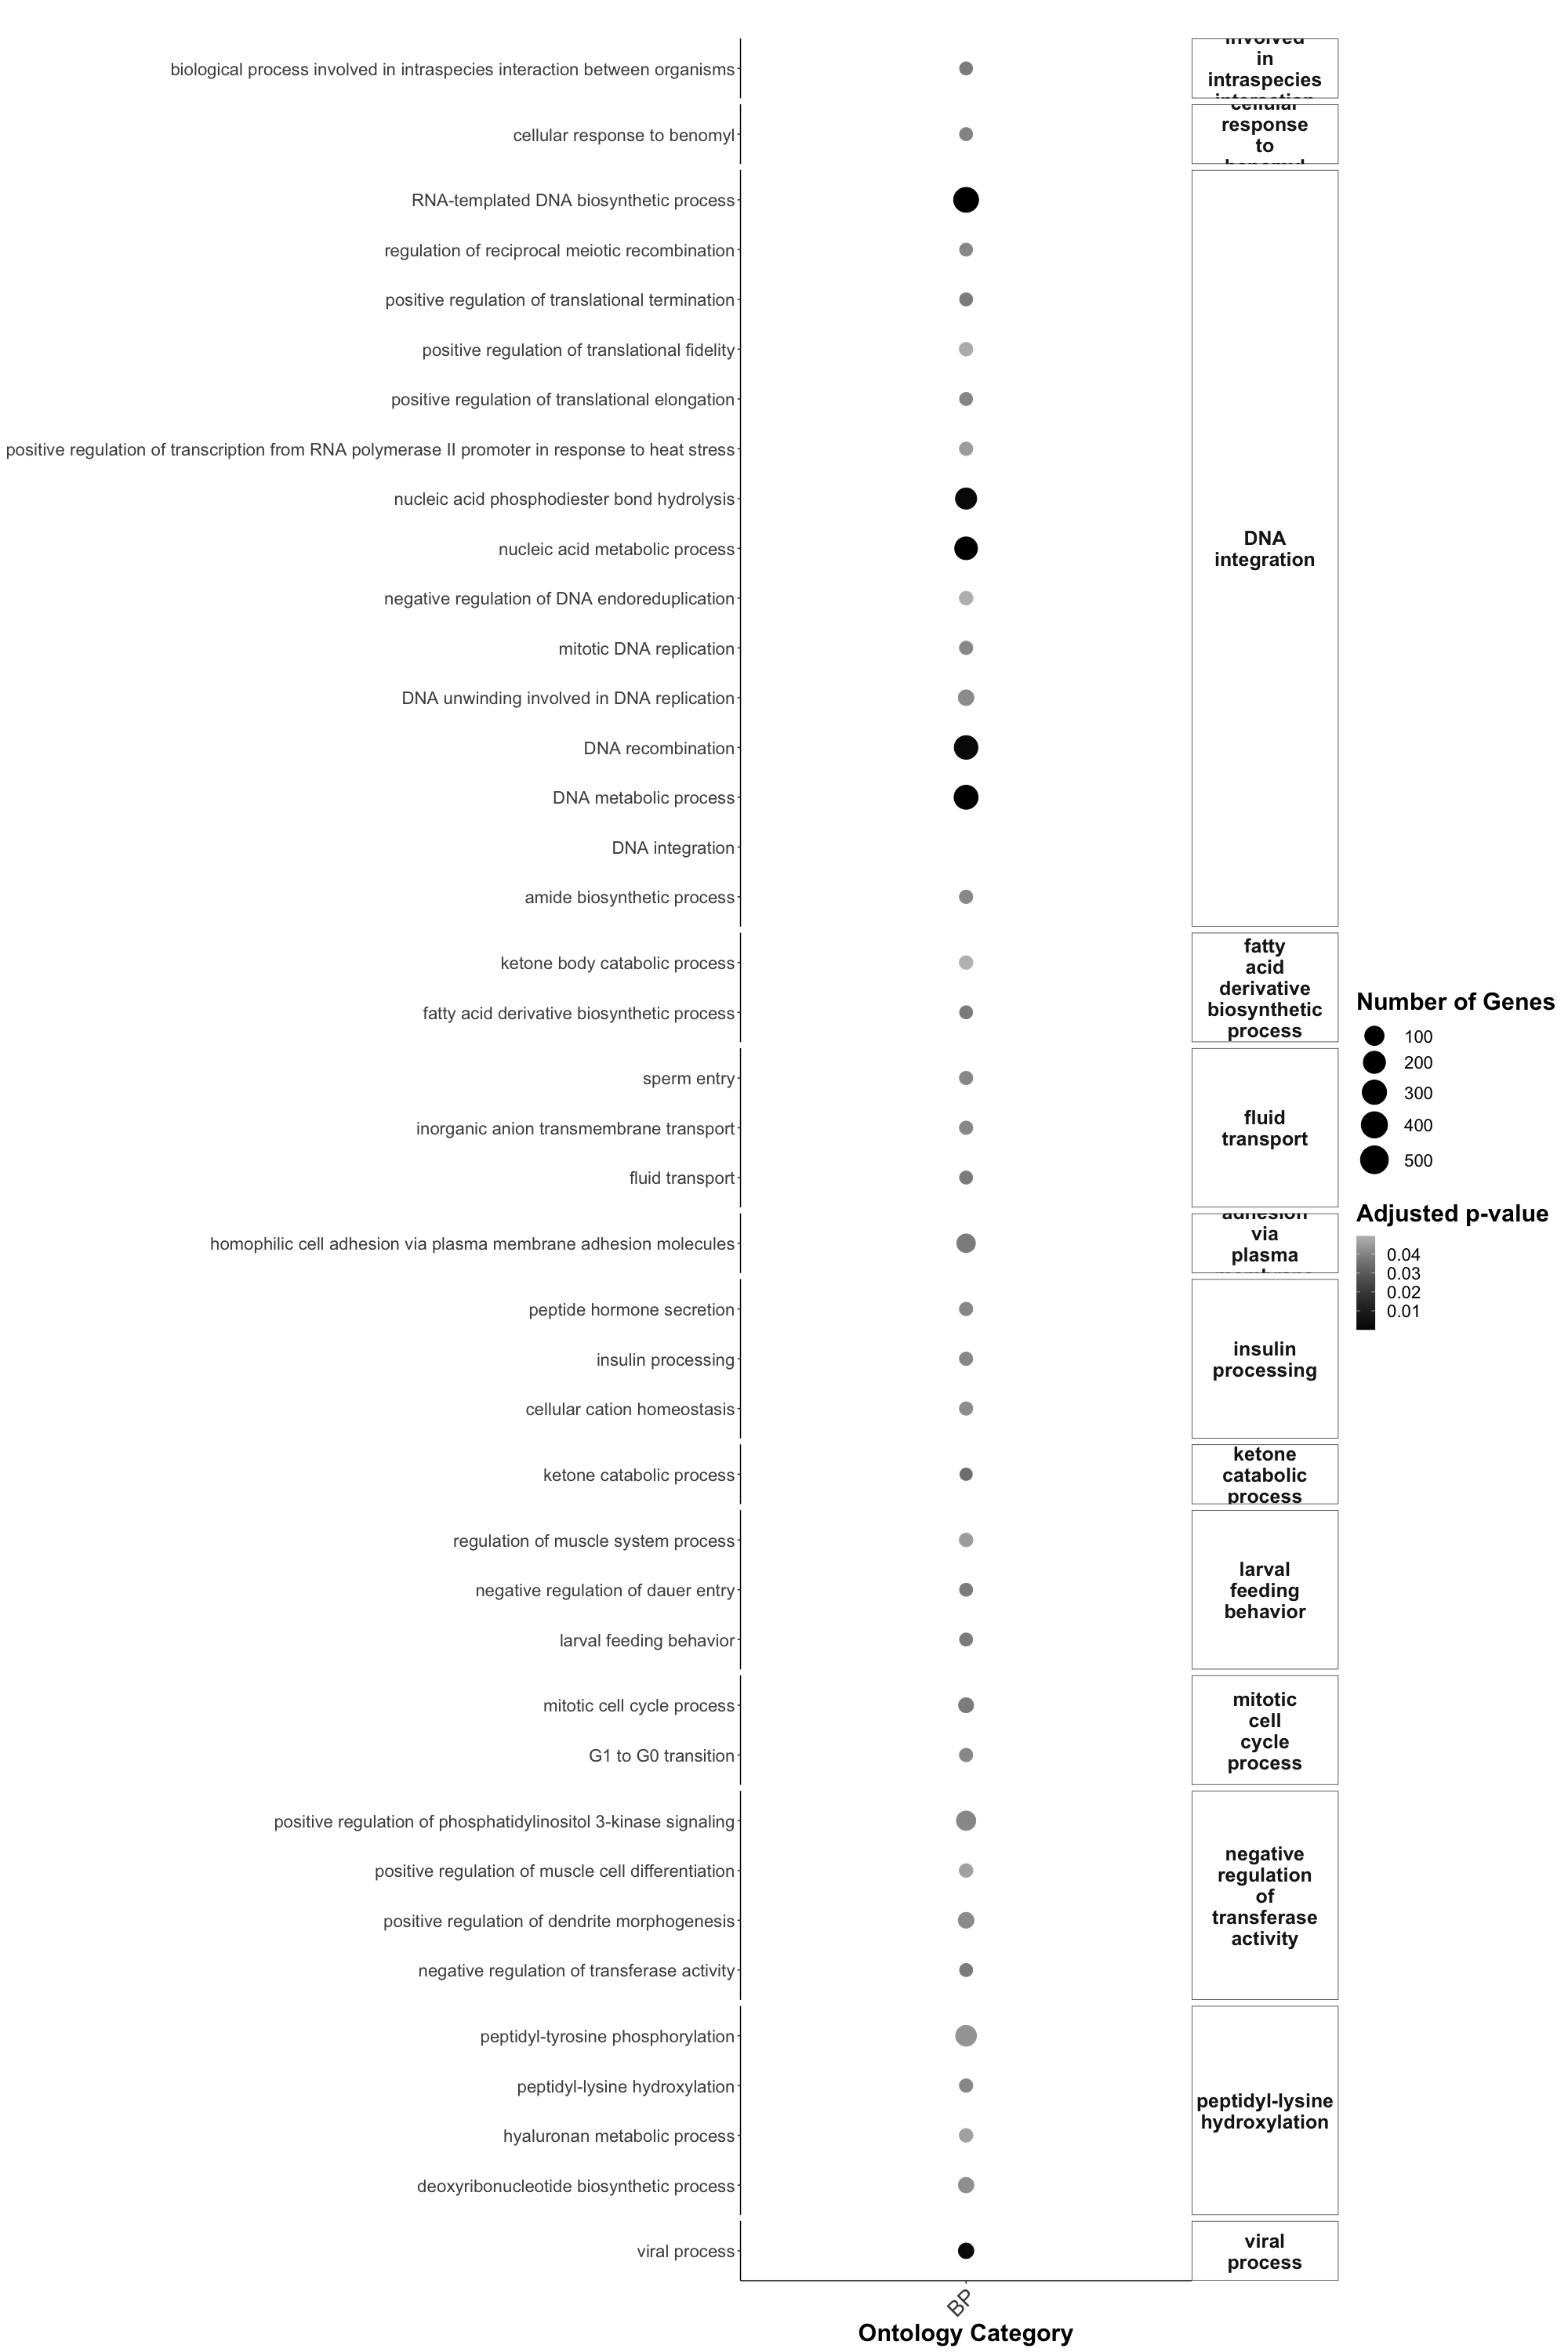 biological process involved in intraspecies interaction between organisms
involved
in
intraspecies
interaction
cellular response to benomyl
cellular
response
to
benomyl
RNA-templated DNA biosynthetic process
regulation of reciprocal meiotic recombination
positive regulation of translational termination
positive regulation of translational fidelity
positive regulation of translational elongation
positive regulation of transcription from RNA polymerase II promoter in response to heat stress
nucleic acid phosphodiester bond hydrolysis
nucleic acid metabolic process
negative regulation of DNA endoreduplication
mitotic DNA replication
DNA unwinding involved in DNA replication
DNA recombination
DNA metabolic process
DNA integration
amide biosynthetic process
DNA
integration
ketone body catabolic process
fatty acid derivative biosynthetic process
fatty
acid
derivative
biosynthetic
process
sperm entry
inorganic anion transmembrane transport
fluid transport
fluid
transport
homophilic cell adhesion via plasma membrane adhesion molecules
adhesion
via
plasma
membrane
peptide hormone secretion
insulin processing
cellular cation homeostasis
insulin
processing
ketone catabolic process
ketone
catabolic
process
regulation of muscle system process
negative regulation of dauer entry
larval feeding behavior
larval
feeding
behavior
mitotic cell cycle process
G1 to G0 transition
mitotic
cell
cycle
process
positive regulation of phosphatidylinositol 3-kinase signaling
positive regulation of muscle cell differentiation
positive regulation of dendrite morphogenesis
negative regulation of transferase activity
negative
regulation
of
transferase
activity
peptidyl-tyrosine phosphorylation
peptidyl-lysine hydroxylation
hyaluronan metabolic process
deoxyribonucleotide biosynthetic process
peptidyl-lysine
hydroxylation
viral process
viral
process
BP
Ontology Category
Number of Genes
100
200
300
400
500
Adjusted p-value
0.04
0.03
0.02
0.01